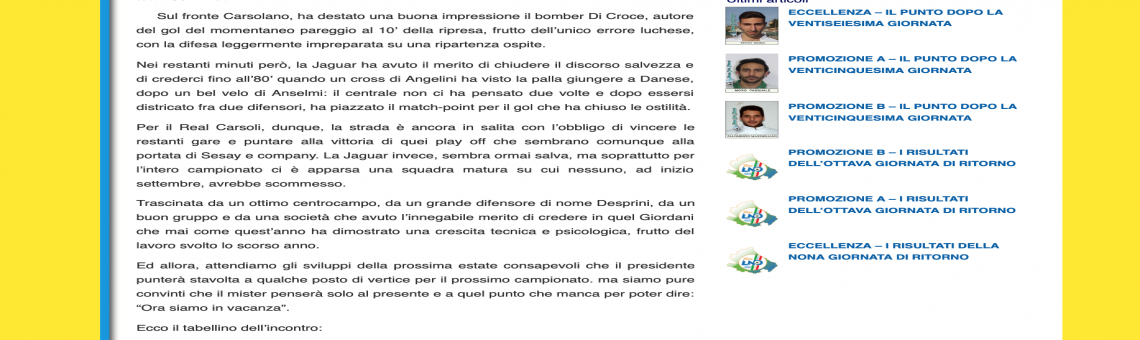 Sul fronte Carsolano, ha destato una buona impressione il bomber Di Croce, autore
del gol del momentaneo pareggio al 10’ della ripresa, frutto dell’unico errore luchese,
con la difesa leggermente impreparata su una ripartenza ospite.
Nei restanti minuti però, la Jaguar ha avuto il merito di chiudere il discorso salvezza e
di crederci fino all’80’ quando un cross di Angelini ha visto la palla giungere a Danese,
dopo un bel velo di Anselmi: il centrale non ci ha pensato due volte e dopo essersi
districato fra due difensori, ha piazzato il match-point per il gol che ha chiuso le ostilità.
Per il Real Carsoli, dunque, la strada è ancora in salita con l’obbligo di vincere le
restanti gare e puntare alla vittoria di quei play off che sembrano comunque alla
portata di Sesay e company. La Jaguar invece, sembra ormai salva, ma soprattutto per
l’intero campionato ci è apparsa una squadra matura su cui nessuno, ad inizio
settembre, avrebbe scommesso.
Trascinata da un ottimo centrocampo, da un grande difensore di nome Desprini, da un
buon gruppo e da una società che avuto l’innegabile merito di credere in quel Giordani
che mai come quest’anno ha dimostrato una crescita tecnica e psicologica, frutto del
lavoro svolto lo scorso anno.
Ed allora, attendiamo gli sviluppi della prossima estate consapevoli che il presidente
punterà stavolta a qualche posto di vertice per il prossimo campionato. ma siamo pure
convinti che il mister penserà solo al presente e a quel punto che manca per poter dire:
“Ora siamo in vacanza”.
Ecco il tabellino dell’incontro:
Ultimi articoli
ECCELLENZA – IL PUNTO DOPO LA
VENTISEIESIMA GIORNATA
PROMOZIONE A – IL PUNTO DOPO LA
VENTICINQUESIMA GIORNATA
PROMOZIONE B – IL PUNTO DOPO LA
VENTICINQUESIMA GIORNATA
PROMOZIONE B – I RISULTATI
DELL’OTTAVA GIORNATA DI RITORNO
PROMOZIONE A – I RISULTATI
DELL’OTTAVA GIORNATA DI RITORNO
ECCELLENZA – I RISULTATI DELLA
NONA GIORNATA DI RITORNO